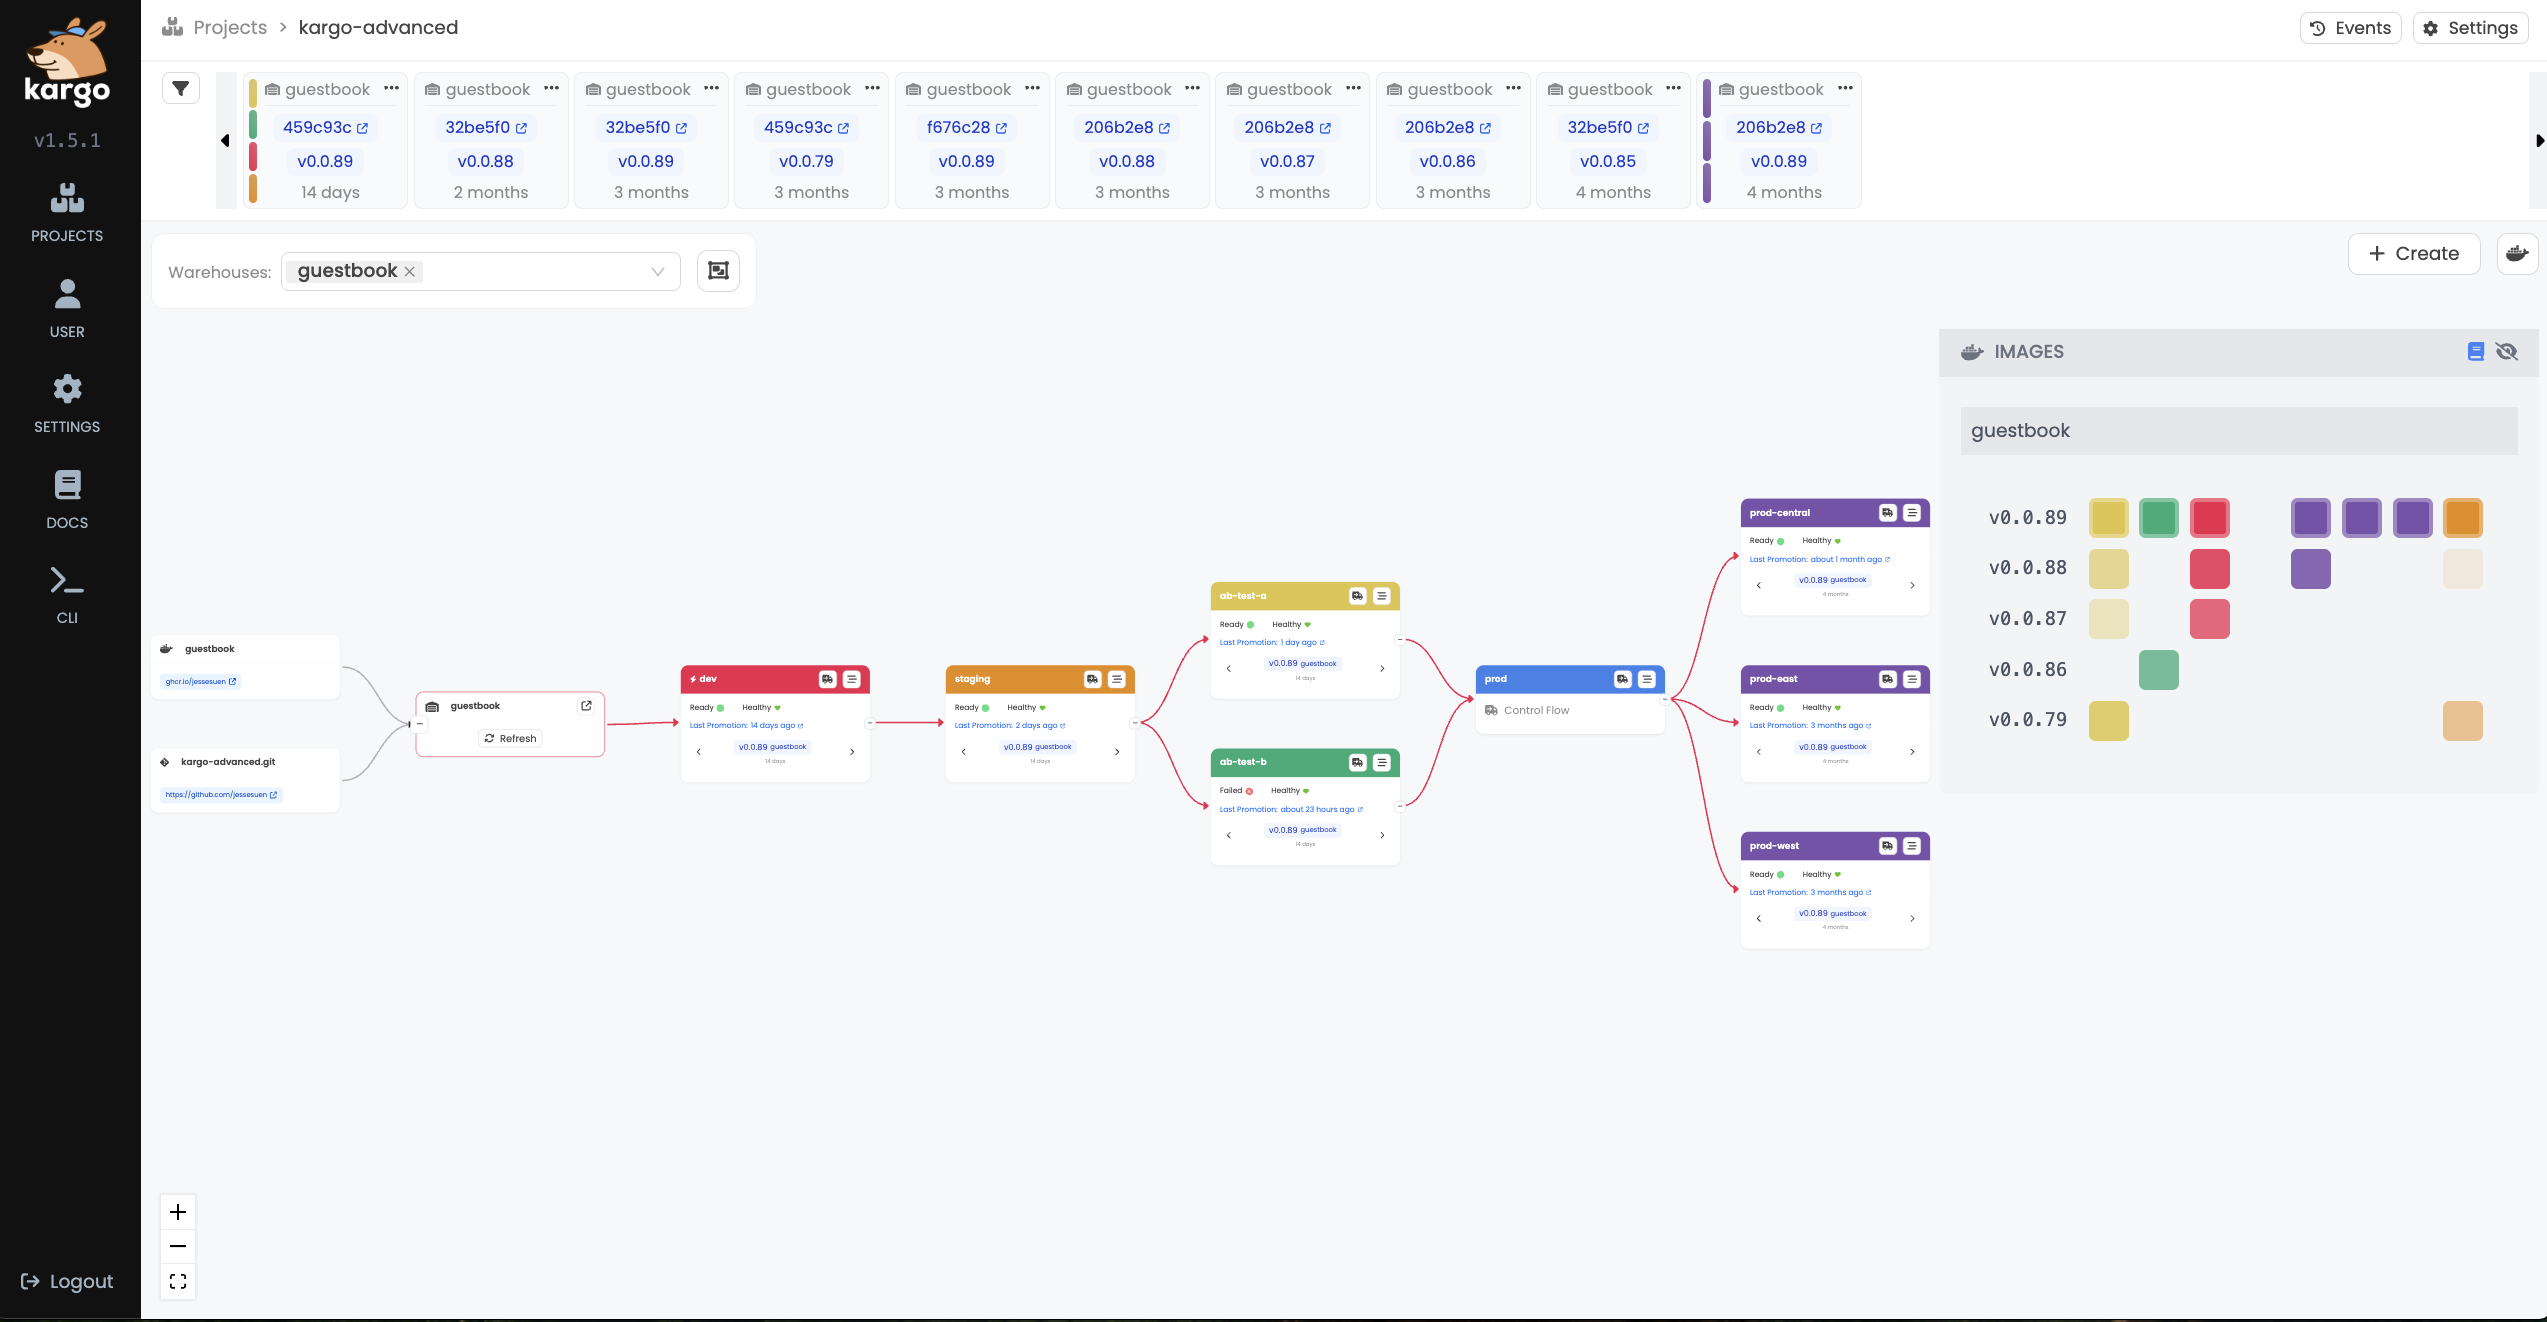 kargo
v1.5.1
PROJECTS
USER
SETTINGS
DOCS
CLI
Logout
Projects > kargo-advanced
Events
Settings
guestbook ···
459c93c
v0.0.89
14 days
guestbook ···
32be5f0
v0.0.88
2 months
guestbook ···
32be5f0
v0.0.89
3 months
guestbook ···
459c93c
v0.0.79
3 months
guestbook ···
f676c28
v0.0.89
3 months
guestbook ···
206b2e8
v0.0.88
3 months
guestbook ···
206b2e8
v0.0.87
3 months
guestbook ···
206b2e8
v0.0.86
3 months
guestbook ···
32be5f0
v0.0.85
4 months
guestbook ···
206b2e8
v0.0.89
4 months
Warehouses: guestbook
Create
guestbook
ghcr.io/jessesuen
kargo-advanced.git
https://github.com/jessesuen
guestbook
Refresh
dev
Ready Healthy
Last Promotion: 14 days ago
v0.0.89 guestbook
14 days
staging
Ready Healthy
Last Promotion: 2 days ago
v0.0.89 guestbook
14 days
ab-test-a
Ready Healthy
Last Promotion: 1 day ago
v0.0.89 guestbook
14 days
ab-test-b
Failed Healthy
Last Promotion: about 23 hours ago
v0.0.89 guestbook
14 days
prod
Control Flow
prod-central
Ready Healthy
Last Promotion: about 1 month ago
v0.0.89 guestbook
4 months
prod-east
Ready Healthy
Last Promotion: 3 months ago
v0.0.89 guestbook
4 months
prod-west
Ready Healthy
Last Promotion: 3 months ago
v0.0.89 guestbook
4 months
IMAGES
guestbook
v0.0.89
v0.0.88
v0.0.87
v0.0.86
v0.0.79